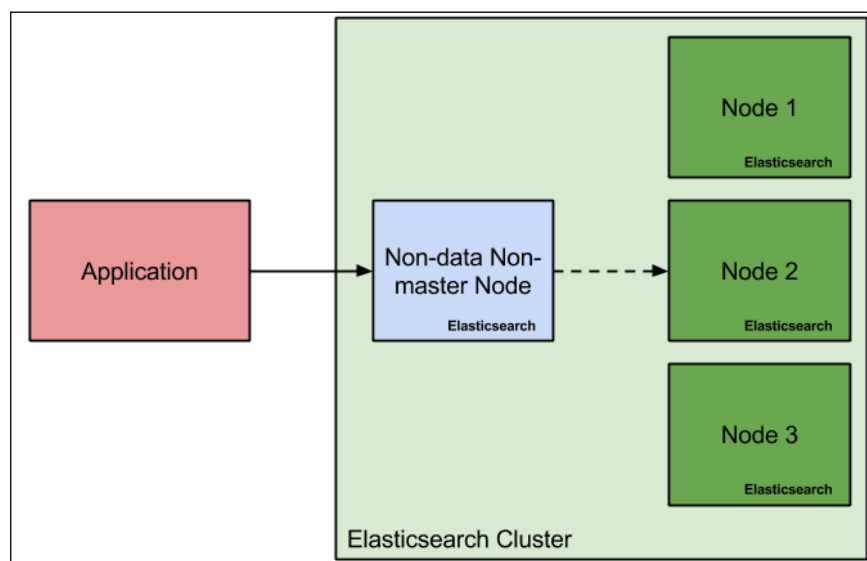 Node 1
Elasticsearch
Application
Non-data Non-
master Node
Elasticsearch
Node 2
Elasticsearch
Node 3
Elasticsearch
Elasticsearch Cluster